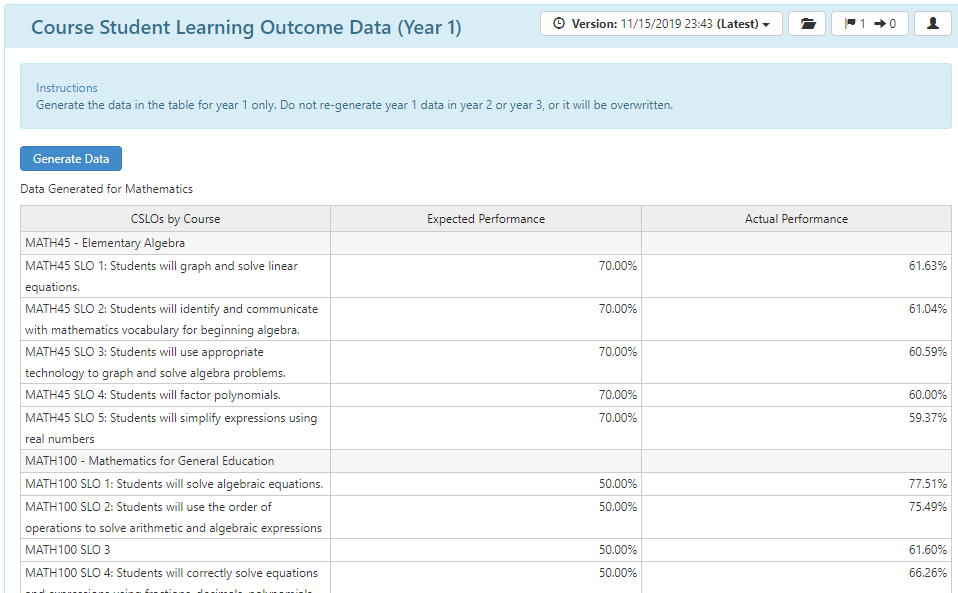 Course Student Learning Outcome Data (Year 1)
Version: 11/15/2019 23:43 (Latest)
1 0
Instructions
Generate the data in the table for year 1 only. Do not re-generate year 1 data in year 2 or year 3, or it will be overwritten.
Generate Data
Data Generated for Mathematics
CSLOs by Course Expected Performance Actual Performance
MATH45 - Elementary Algebra
MATH45 SLO 1: Students will graph and solve linear 70.00% 61.63%
equations.
MATH45 SLO 2: Students will identify and communicate 70.00% 61.04%
with mathematics vocabulary for beginning algebra.
MATH45 SLO 3: Students will use appropriate 70.00% 60.59%
technology to graph and solve algebra problems.
MATH45 SLO 4: Students will factor polynomials. 70.00% 60.00%
MATH45 SLO 5: Students will simplify expressions using 70.00% 59.37%
real numbers
MATH100 - Mathematics for General Education
MATH100 SLO 1: Students will solve algebraic equations. 50.00% 77.51%
MATH100 SLO 2: Students will use the order of 50.00% 75.49%
operations to solve arithmetic and algebraic expressions
MATH100 SLO 3 50.00% 61.60%
MATH100 SLO 4: Students will correctly solve equations 50.00% 66.26%
and expressions using fractions, decimals, polynomials,